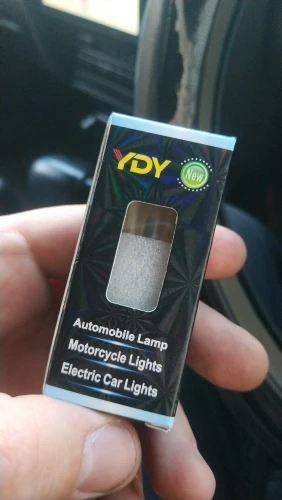 YDY
New
Automobile Lamp
Motorcycle Lights
Electric Car Lights